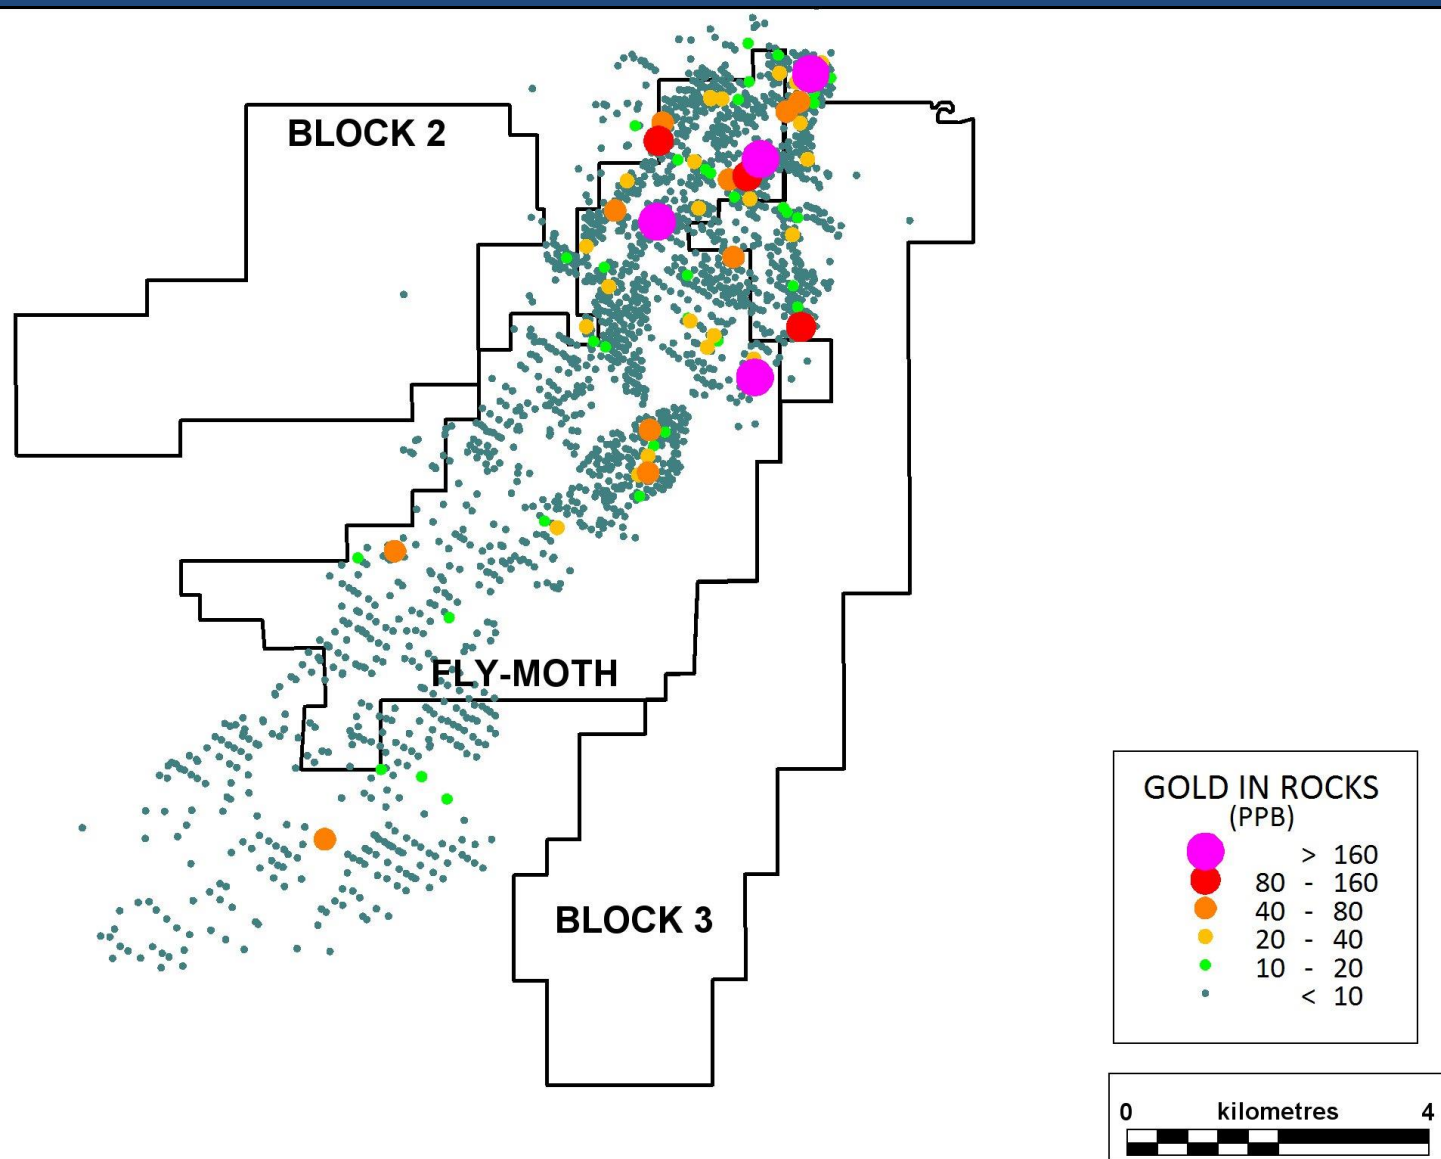 BLOCK 2
FLY-MOTH
BLOCK 3
GOLD IN ROCKS
(PPB)
> 160
80 - 160
40 - 80
20 - 40
10 - 20
< 10
0 kilometres 4